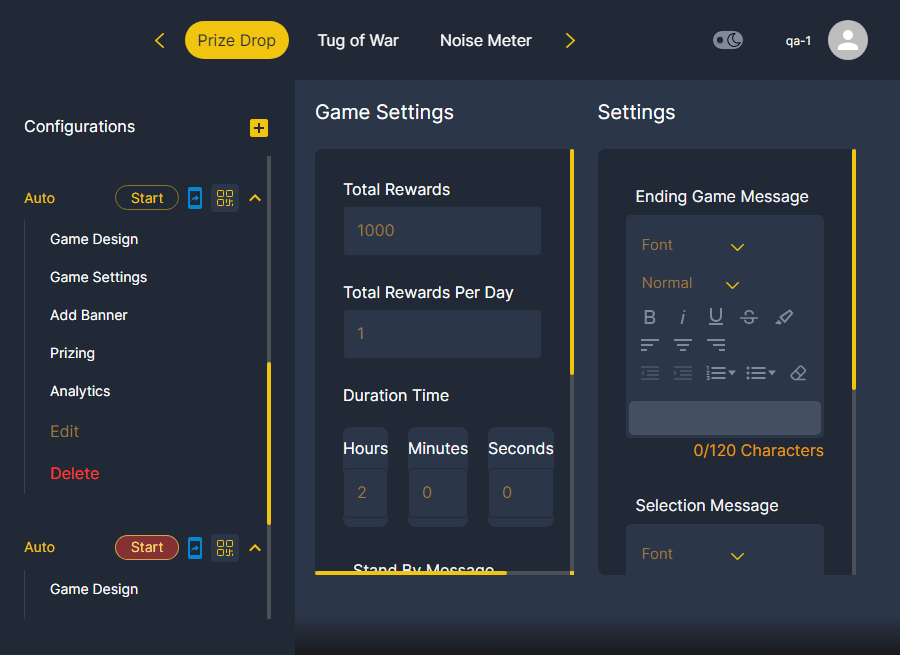 Prize Drop Tug of War Noise Meter qa-1
Configurations
Auto Start
Game Design
Game Settings
Add Banner
Prizing
Analytics
Edit
Delete
Auto Start
Game Design
Game Settings
Total Rewards
1000
Total Rewards Per Day
1
Duration Time
Hours Minutes Seconds
2 0 0
Stand By Message
Settings
Ending Game Message
Font
Normal
B i U S
0/120 Characters
Selection Message
Font